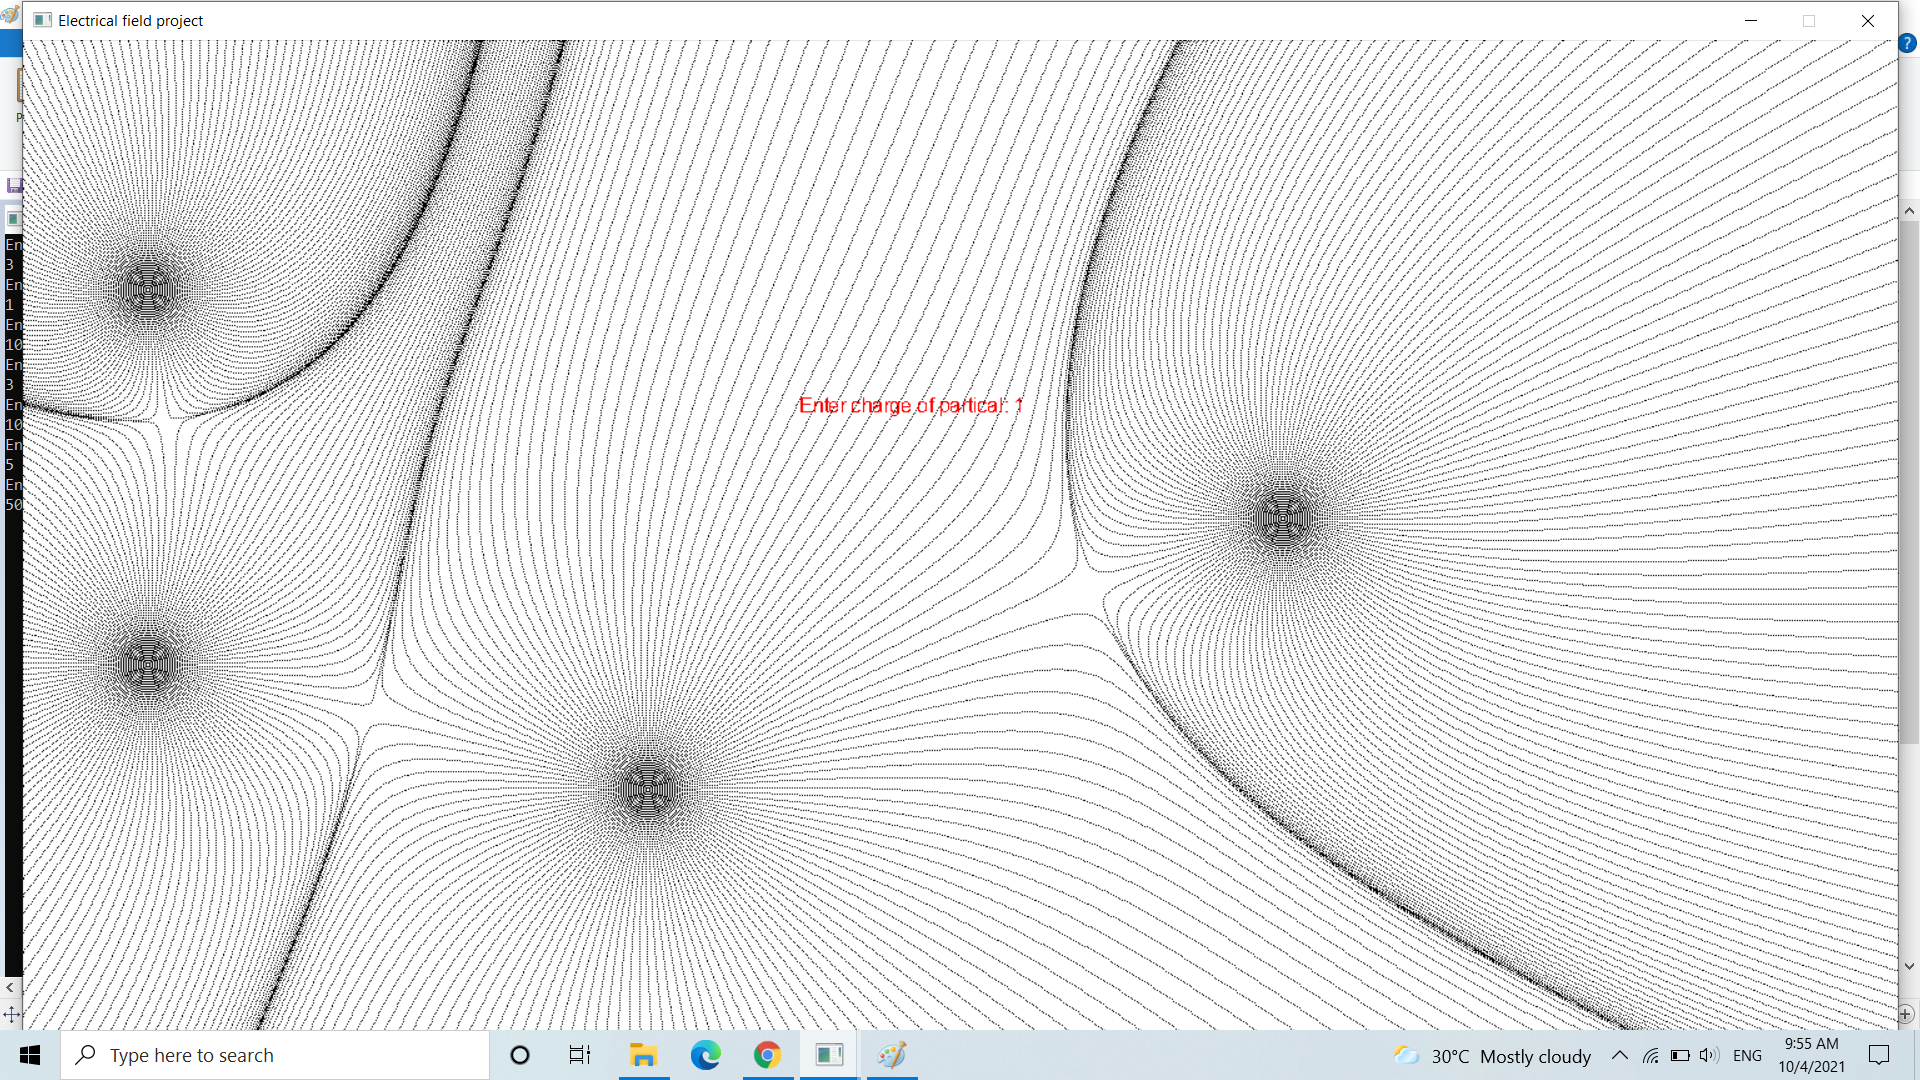 Electrical field project
?
P
En
3
En
1
En
10
En
3
En
10
En
5
En
50
Enter charge of partical: 1
Type here to search
30°C Mostly cloudy
ENG
9:55 AM
10/4/2021